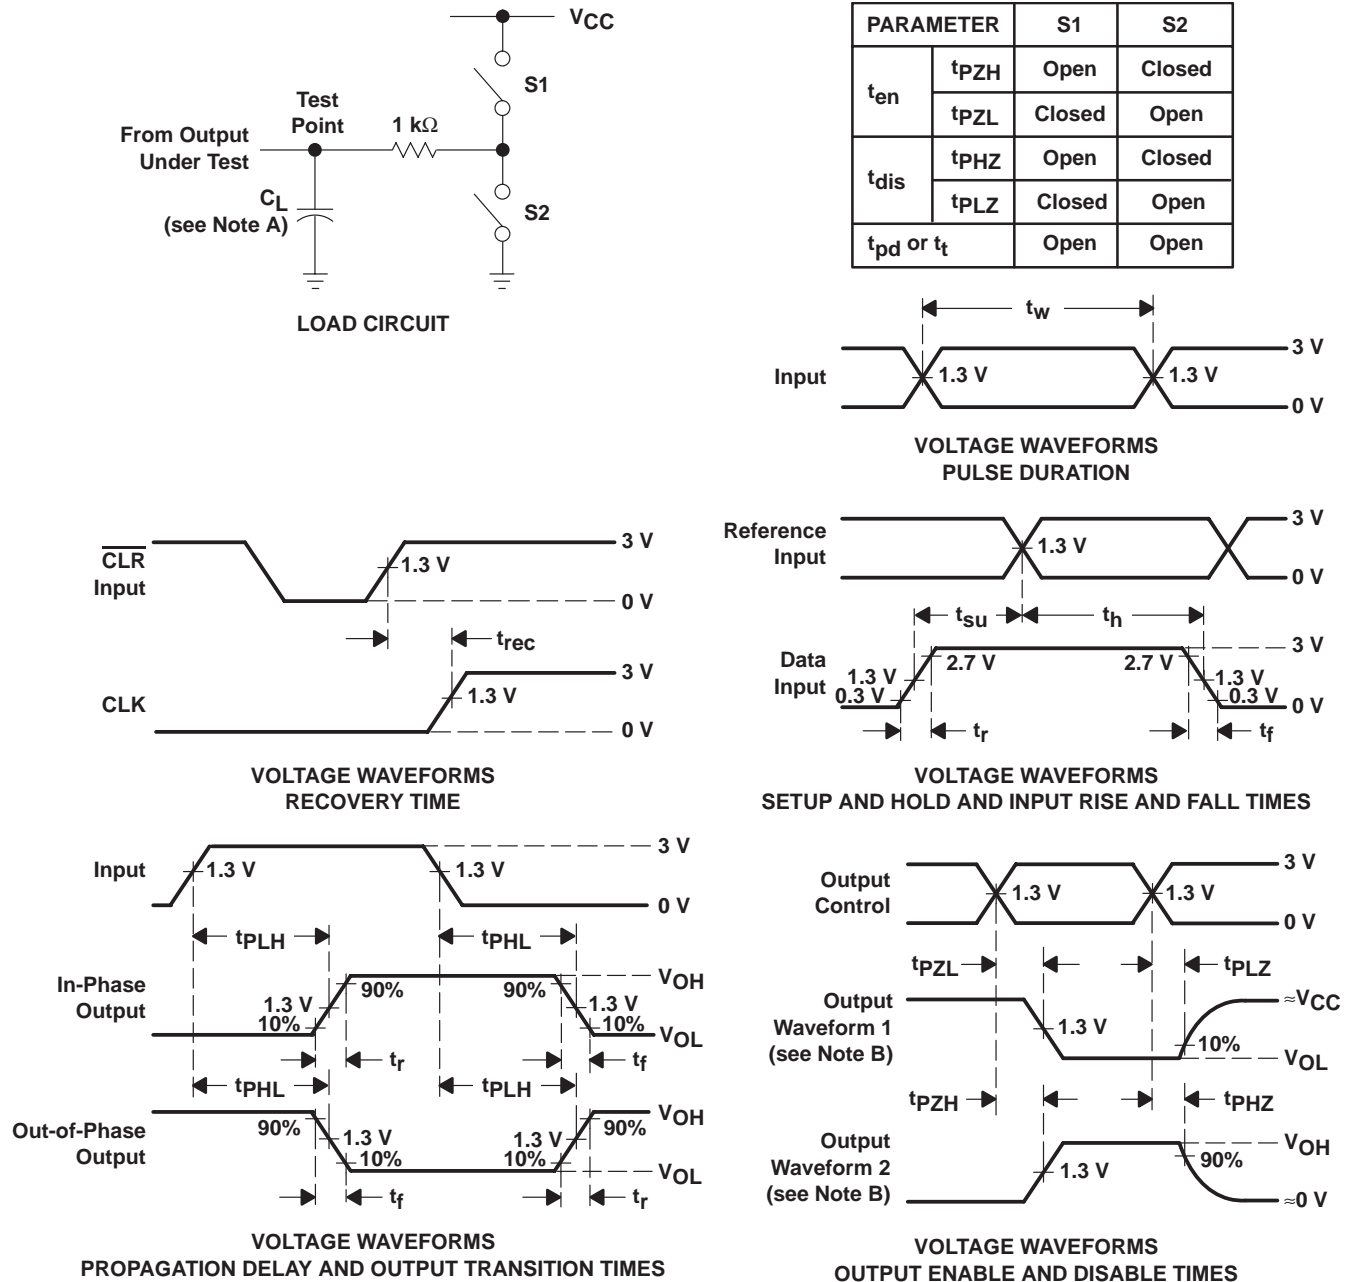 VCC
S1
Test
Point
1 kΩ
From Output
Under Test
CL
(see Note A)
S2
LOAD CIRCUIT
PARAMETER S1 S2
ten tPZH Open Closed
tPZL Closed Open
tdis tPHZ Open Closed
tPLZ Closed Open
tpd or tt Open Open
tw
Input 1.3 V 1.3 V 3 V
0 V
VOLTAGE WAVEFORMS
PULSE DURATION
CLR
Input
1.3 V
3 V
0 V
trec
CLK
1.3 V
3 V
0 V
VOLTAGE WAVEFORMS
RECOVERY TIME
Reference
Input
1.3 V
3 V
0 V
tsu th
Data
Input
2.7 V 2.7 V
3 V
1.3 V 1.3 V
0.3 V 0.3 V
0 V
tr tf
VOLTAGE WAVEFORMS
SETUP AND HOLD AND INPUT RISE AND FALL TIMES
Input 1.3 V 1.3 V
3 V
0 V
tPLH tPHL
In-Phase
Output
VOH
90% 90%
1.3 V 1.3 V
10% 10%
VOL
tr tf
tPHL tPLH
Out-of-Phase
Output
VOH
90% 90%
1.3 V 1.3 V
10% 10%
VOL
tf tr
VOLTAGE WAVEFORMS
PROPAGATION DELAY AND OUTPUT TRANSITION TIMES
Output
Control
1.3 V 1.3 V
3 V
0 V
tPZL tPLZ
Output
Waveform 1
(see Note B)
1.3 V
≈VCC
10%
VOL
tPZH tPHZ
Output
Waveform 2
(see Note B)
1.3 V
VOH
90%
≈0 V
VOLTAGE WAVEFORMS
OUTPUT ENABLE AND DISABLE TIMES